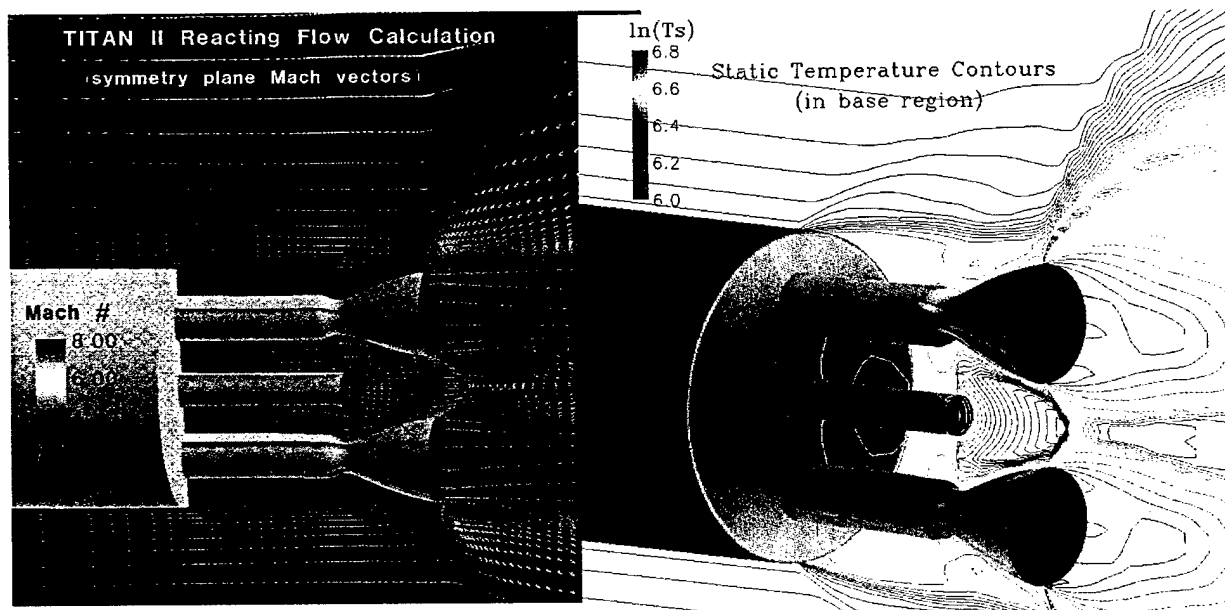 TITAN II Reacting Flow Calculation
(symmetry plane Mach vectors)
Mach #
8.00
6.00
ln(Ts)
6.8
6.6
6.4
6.2
6.0
Static Temperature Contours
(in base region)